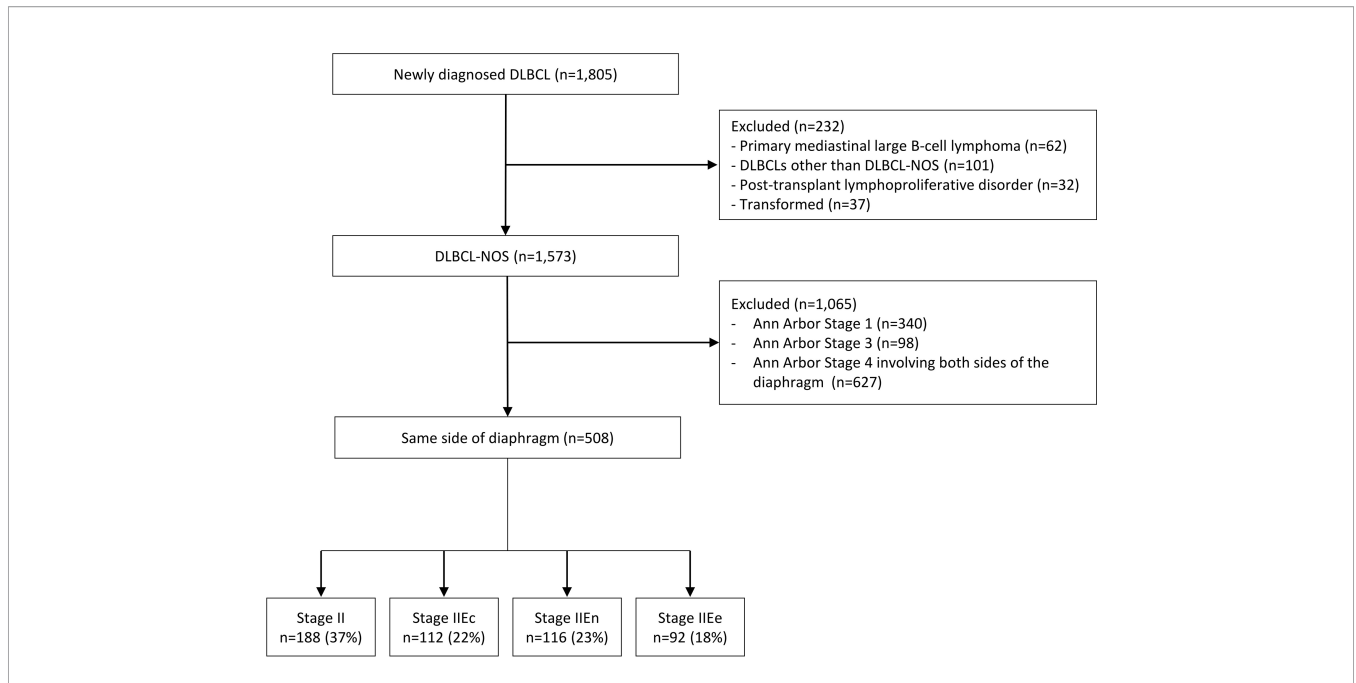 Newly diagnosed DLBCL (n=1,805)
Excluded (n=232)
- Primary mediastinal large B-cell lymphoma (n=62)
- DLBCLs other than DLBCL-NOS (n=101)
- Post-transplant lymphoproliferative disorder (n=32)
- Transformed (n=37)
DLBCL-NOS (n=1,573)
Excluded (n=1,065)
- Ann Arbor Stage 1 (n=340)
- Ann Arbor Stage 3 (n=98)
- Ann Arbor Stage 4 involving both sides of the
diaphragm (n=627)
Same side of diaphragm (n=508)
Stage II
n=188 (37%)
Stage IIEc
n=112 (22%)
Stage IIEn
n=116 (23%)
Stage IIEe
n=92 (18%)